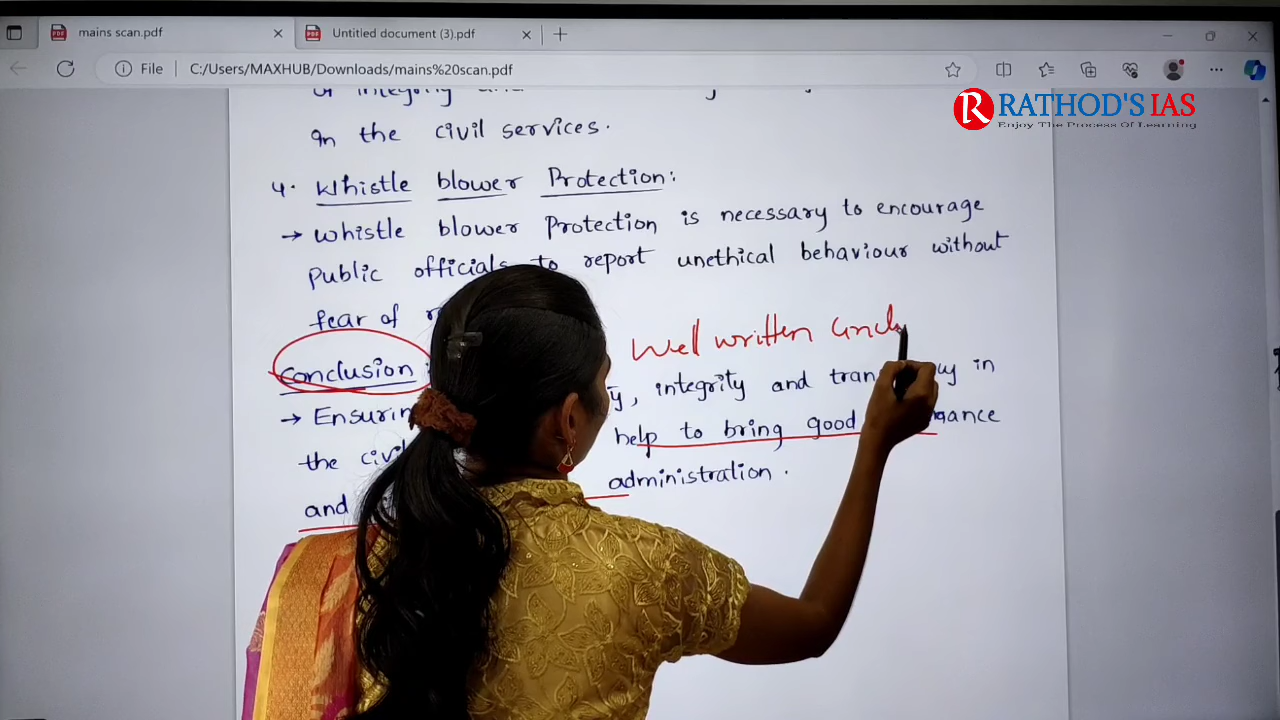 mains scan.pdf
Untitled document (3).pdf
File C:/Users/MAXHUB/Downloads/mains%20scan.pdf
RATHOD'S IAS
Enjoy The Process Of Learning
of integrity and
in the civil services.
4. Whistle blower Protection:
→ Whistle blower Protection is necessary to encourage
public officials to report unethical behaviour without
fear of
Well written
Conclusion
integrity and in
→
the
help to bring good
and administration.